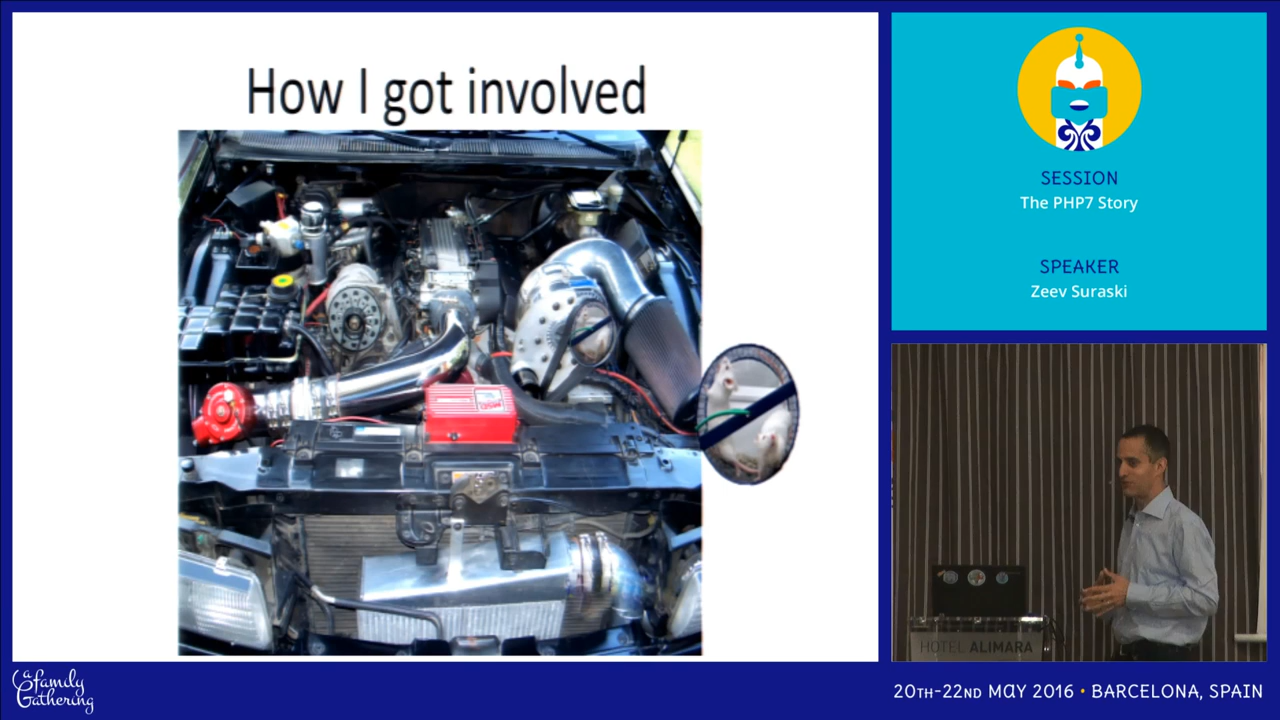 How I got involved
SESSION
The PHP7 Story
SPEAKER
Zeev Suraski
HOTEL ALIMARA
a Family
Gathering
20TH-22ND MAY 2016 • BARCELONA, SPAIN